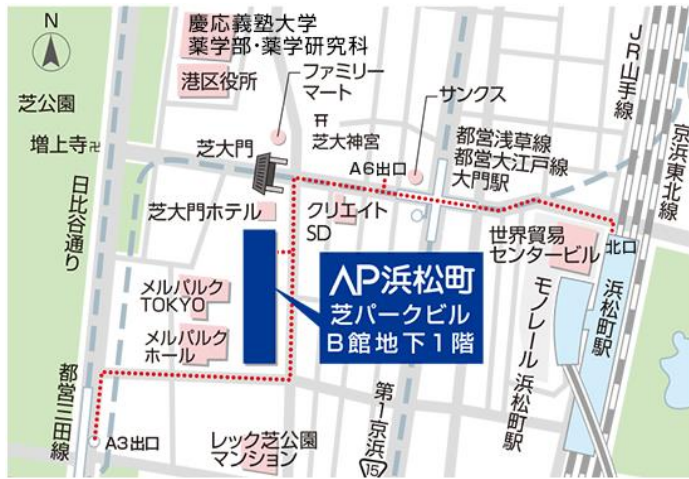 N
慶応義塾大学
薬学部・薬学研究科
港区役所
ファミリー
マート
サンクス
芝公園
増上寺卍
芝大門
芝大神宮
A6出口
都営浅草線
都営大江戸線
大門駅
JR山手線
京浜東北線
日比谷通り
芝大門ホテル
クリエイト
SD
世界貿易
センタービル
北口
浜松町駅
モノレール浜松町駅
メルパルク
TOKYO
メルパルク
ホール
AP浜松町
芝パークビル
B館地下1階
都営三田線
A3出口
レック芝公園
マンション
第1京浜
15